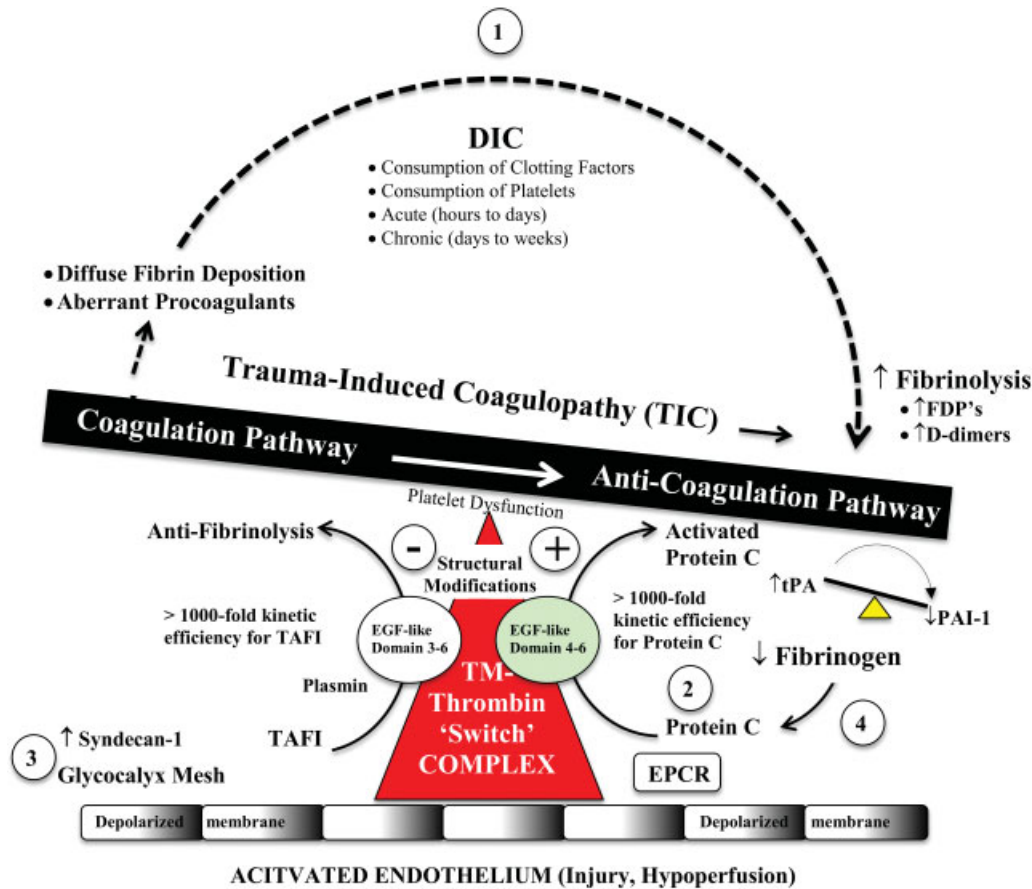 1
DIC
• Consumption of Clotting Factors
• Consumption of Platelets
• Acute (hours to days)
• Chronic (days to weeks)
• Diffuse Fibrin Deposition
• Aberrant Procoagulants
Trauma-Induced Coagulopathy (TIC)
↑ Fibrinolysis
• ↑FDP's
• ↑D-dimers
Coagulation Pathway
Anti-Coagulation Pathway
Platelet Dysfunction
Anti-Fibrinolysis
-
+
Structural
Modifications
Activated
Protein C
↑tPA
↓PAI-1
> 1000-fold kinetic
efficiency for TAFI
EGF-like
Domain 3-6
EGF-like
Domain 4-6
> 1000-fold
kinetic efficiency
for Protein C
↓ Fibrinogen
TM-
Thrombin
‘Switch’
COMPLEX
Plasmin
2
4
Protein C
3
↑ Syndecan-1
Glycocalyx Mesh
TAFI
EPCR
Depolarized membrane
Depolarized membrane
ACITVATED ENDOTHELIUM (Injury, Hypoperfusion)